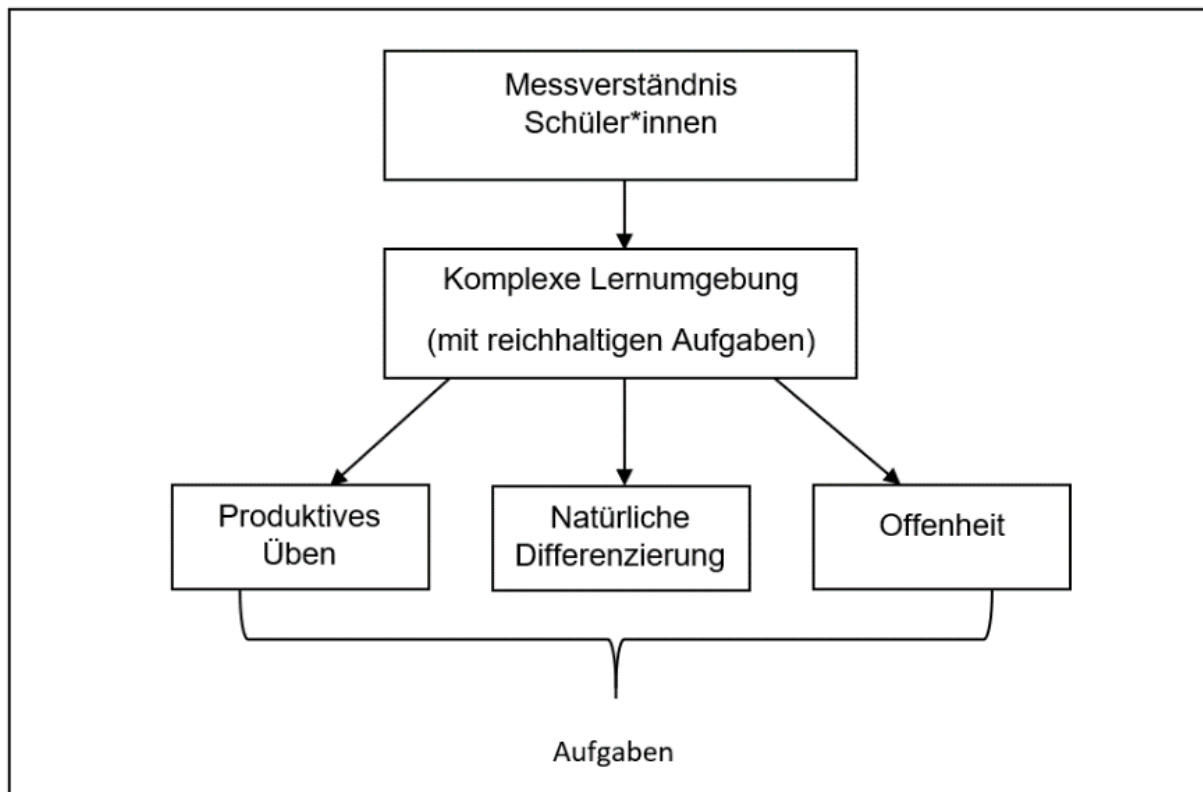 Messverständnis
Schüler*innen
Komplexe Lernumgebung
(mit reichhaltigen Aufgaben)
Produktives
Üben
Natürliche
Differenzierung
Offenheit
Aufgaben